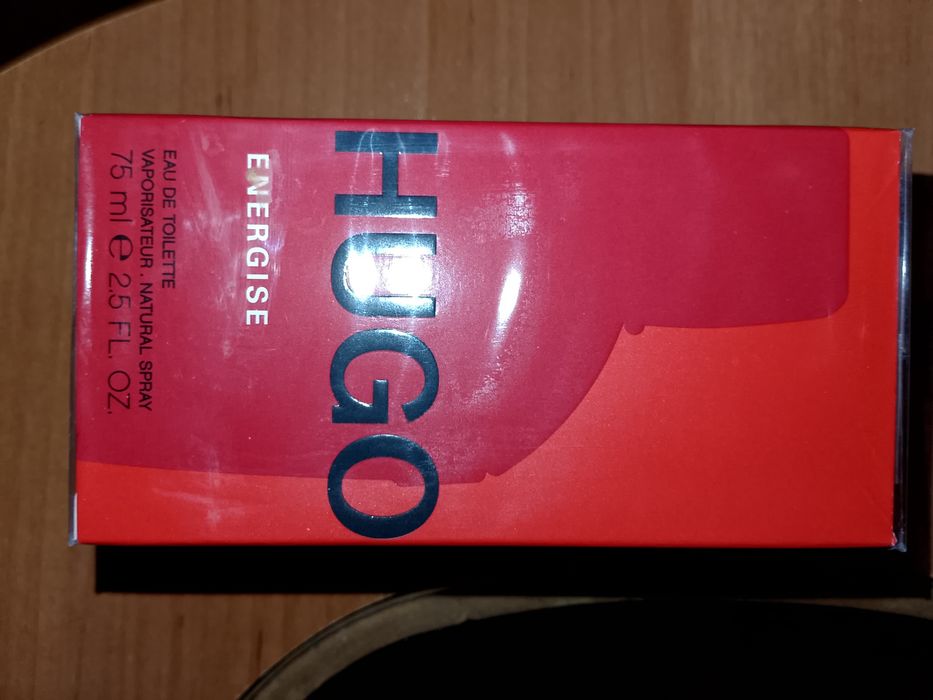 HUGO
ENERGISE
EAU DE TOILETTE
VAPORISATEUR . NATURAL SPRAY
75 ml ℮ 2.5 FL. OZ.